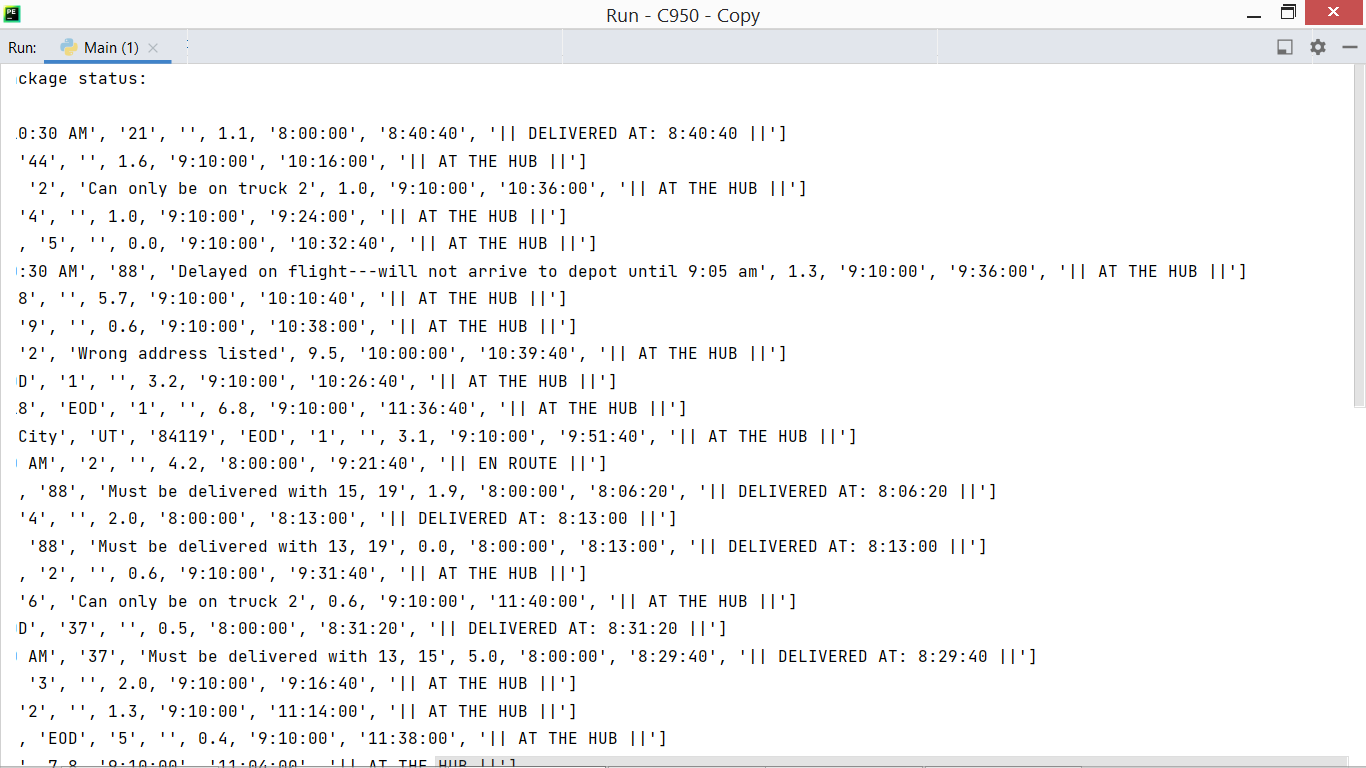 PC
Run - C950 - Copy
Run: Main (1)
ckage status:
0:30 AM', '21', '', 1.1, '8:00:00', '8:40:40', '|| DELIVERED AT: 8:40:40 ||']
'44', '', 1.6, '9:10:00', '10:16:00', '|| AT THE HUB ||']
'2', 'Can only be on truck 2', 1.0, '9:10:00', '10:36:00', '|| AT THE HUB ||']
'4', '', 1.0, '9:10:00', '9:24:00', '|| AT THE HUB ||']
, '5', '', 0.0, '9:10:00', '10:32:40', '|| AT THE HUB ||']
:30 AM', '88', 'Delayed on flight---will not arrive to depot until 9:05 am', 1.3, '9:10:00', '9:36:00', '|| AT THE HUB ||']
8', '', 5.7, '9:10:00', '10:10:40', '|| AT THE HUB ||']
'9', '', 0.6, '9:10:00', '10:38:00', '|| AT THE HUB ||']
'2', 'Wrong address listed', 9.5, '10:00:00', '10:39:40', '|| AT THE HUB ||']
D', '1', '', 3.2, '9:10:00', '10:26:40', '|| AT THE HUB ||']
8', 'EOD', '1', '', 6.8, '9:10:00', '11:36:40', '|| AT THE HUB ||']
City', 'UT', '84119', 'EOD', '1', '', 3.1, '9:10:00', '9:51:40', '|| AT THE HUB ||']
AM', '2', '', 4.2, '8:00:00', '9:21:40', '|| EN ROUTE ||']
, '88', 'Must be delivered with 15, 19', 1.9, '8:00:00', '8:06:20', '|| DELIVERED AT: 8:06:20 ||']
'4', '', 2.0, '8:00:00', '8:13:00', '|| DELIVERED AT: 8:13:00 ||']
'88', 'Must be delivered with 13, 19', 0.0, '8:00:00', '8:13:00', '|| DELIVERED AT: 8:13:00 ||']
, '2', '', 0.6, '9:10:00', '9:31:40', '|| AT THE HUB ||']
'6', 'Can only be on truck 2', 0.6, '9:10:00', '11:40:00', '|| AT THE HUB ||']
D', '37', '', 0.5, '8:00:00', '8:31:20', '|| DELIVERED AT: 8:31:20 ||']
AM', '37', 'Must be delivered with 13, 15', 5.0, '8:00:00', '8:29:40', '|| DELIVERED AT: 8:29:40 ||']
'3', '', 2.0, '9:10:00', '9:16:40', '|| AT THE HUB ||']
'2', '', 1.3, '9:10:00', '11:14:00', '|| AT THE HUB ||']
, 'EOD', '5', '', 0.4, '9:10:00', '11:38:00', '|| AT THE HUB ||']
', 7.8, '9:10:00', '11:04:00', '|| AT THE HUB ||']